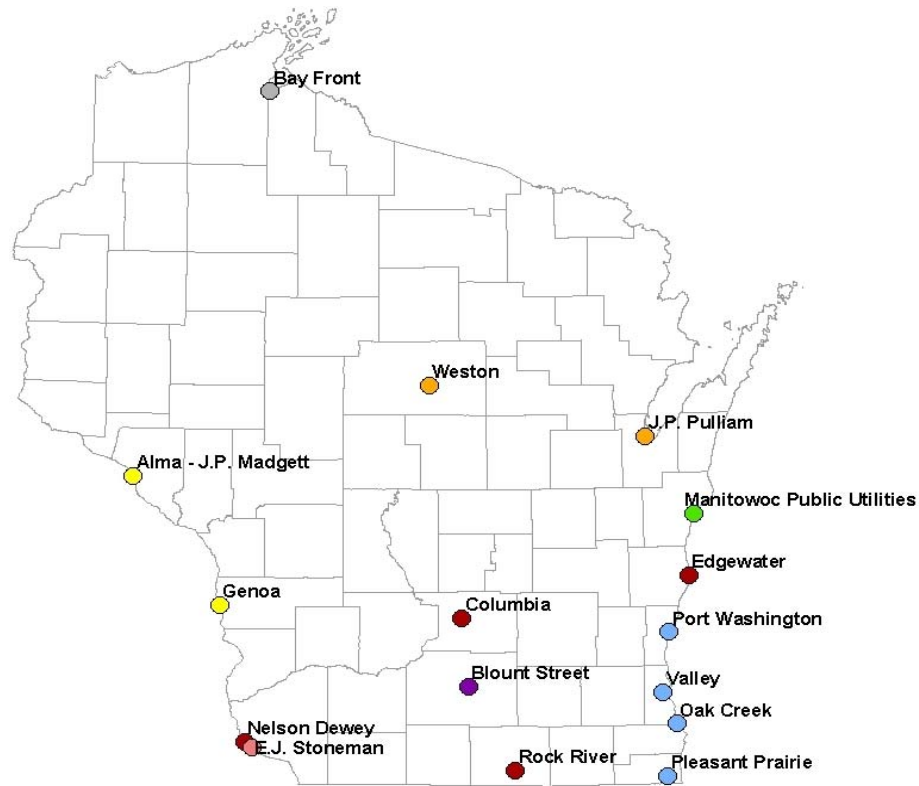 Bay Front
Weston
J.P. Pulliam
Alma - J.P. Madgett
Manitowoc Public Utilities
Edgewater
Genoa
Columbia
Port Washington
Blount Street
Valley
Oak Creek
Nelson Dewey
E.J. Stoneman
Rock River
Pleasant Prairie